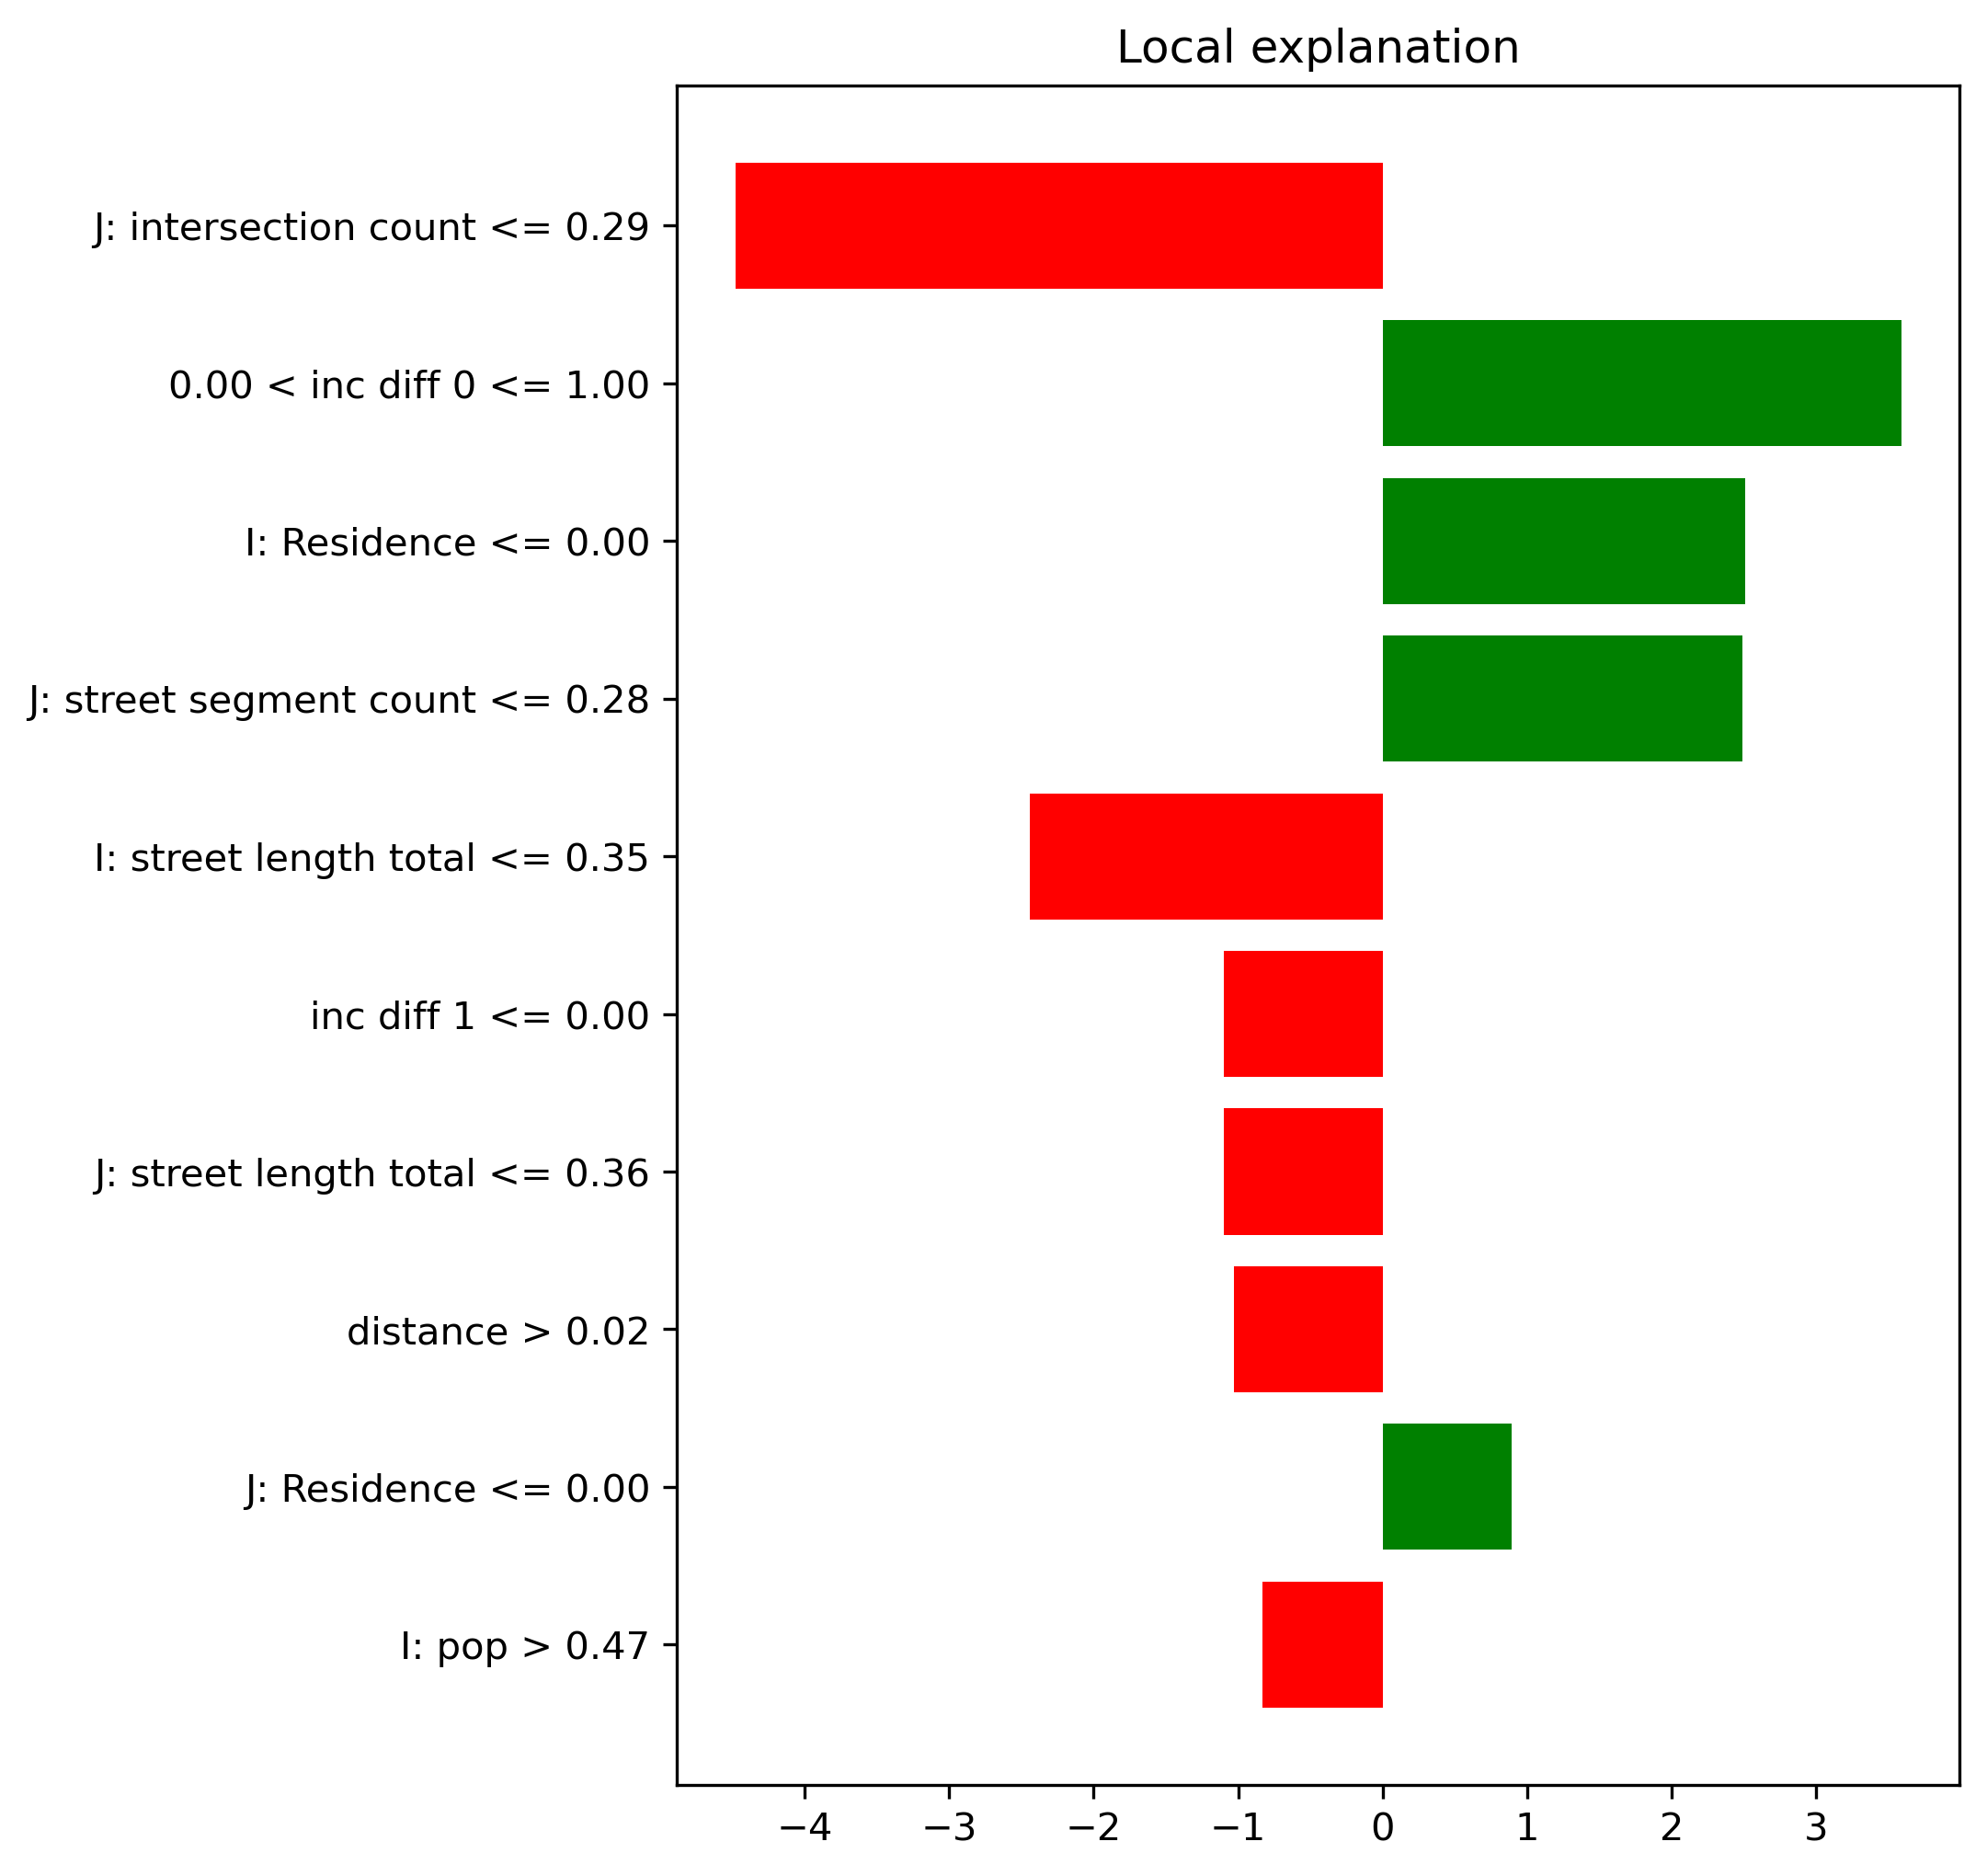 Local explanation
J: intersection count <= 0.29
0.00 < inc diff 0 <= 1.00
I: Residence <= 0.00
J: street segment count <= 0.28
I: street length total <= 0.35
inc diff 1 <= 0.00
J: street length total <= 0.36
distance > 0.02
J: Residence <= 0.00
I: pop > 0.47
−4 −3 −2 −1 0 1 2 3